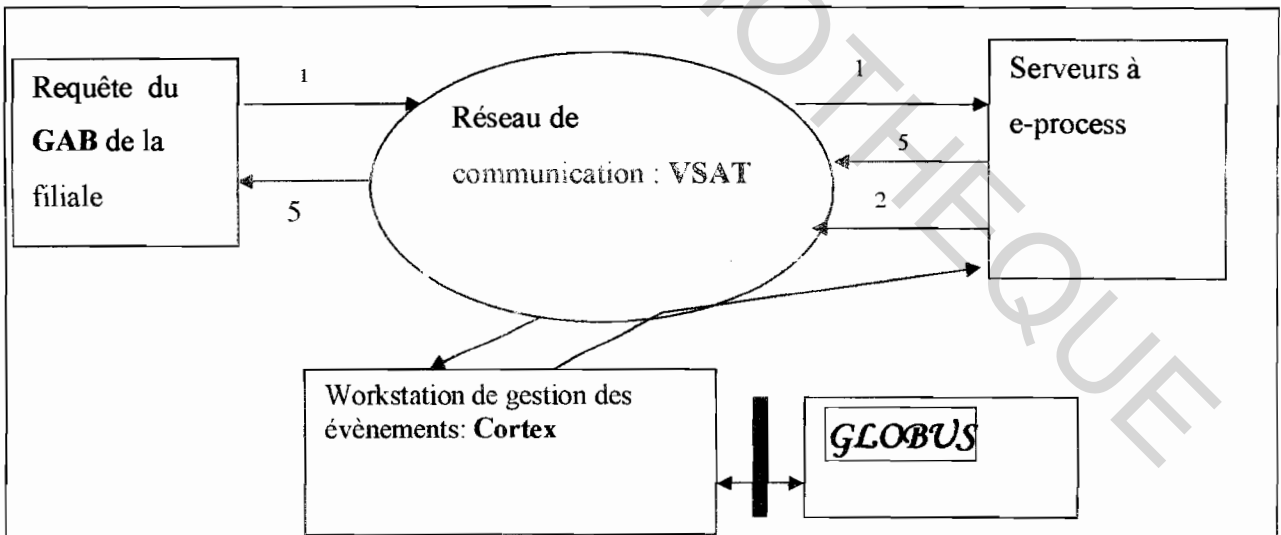 Requête du
GAB de la
filiale
1
5
Réseau de
communication : VSAT
1
5
2
Serveurs à
e-process
Workstation de gestion des
évènements: Cortex
GLOBUS
OTHEQUE